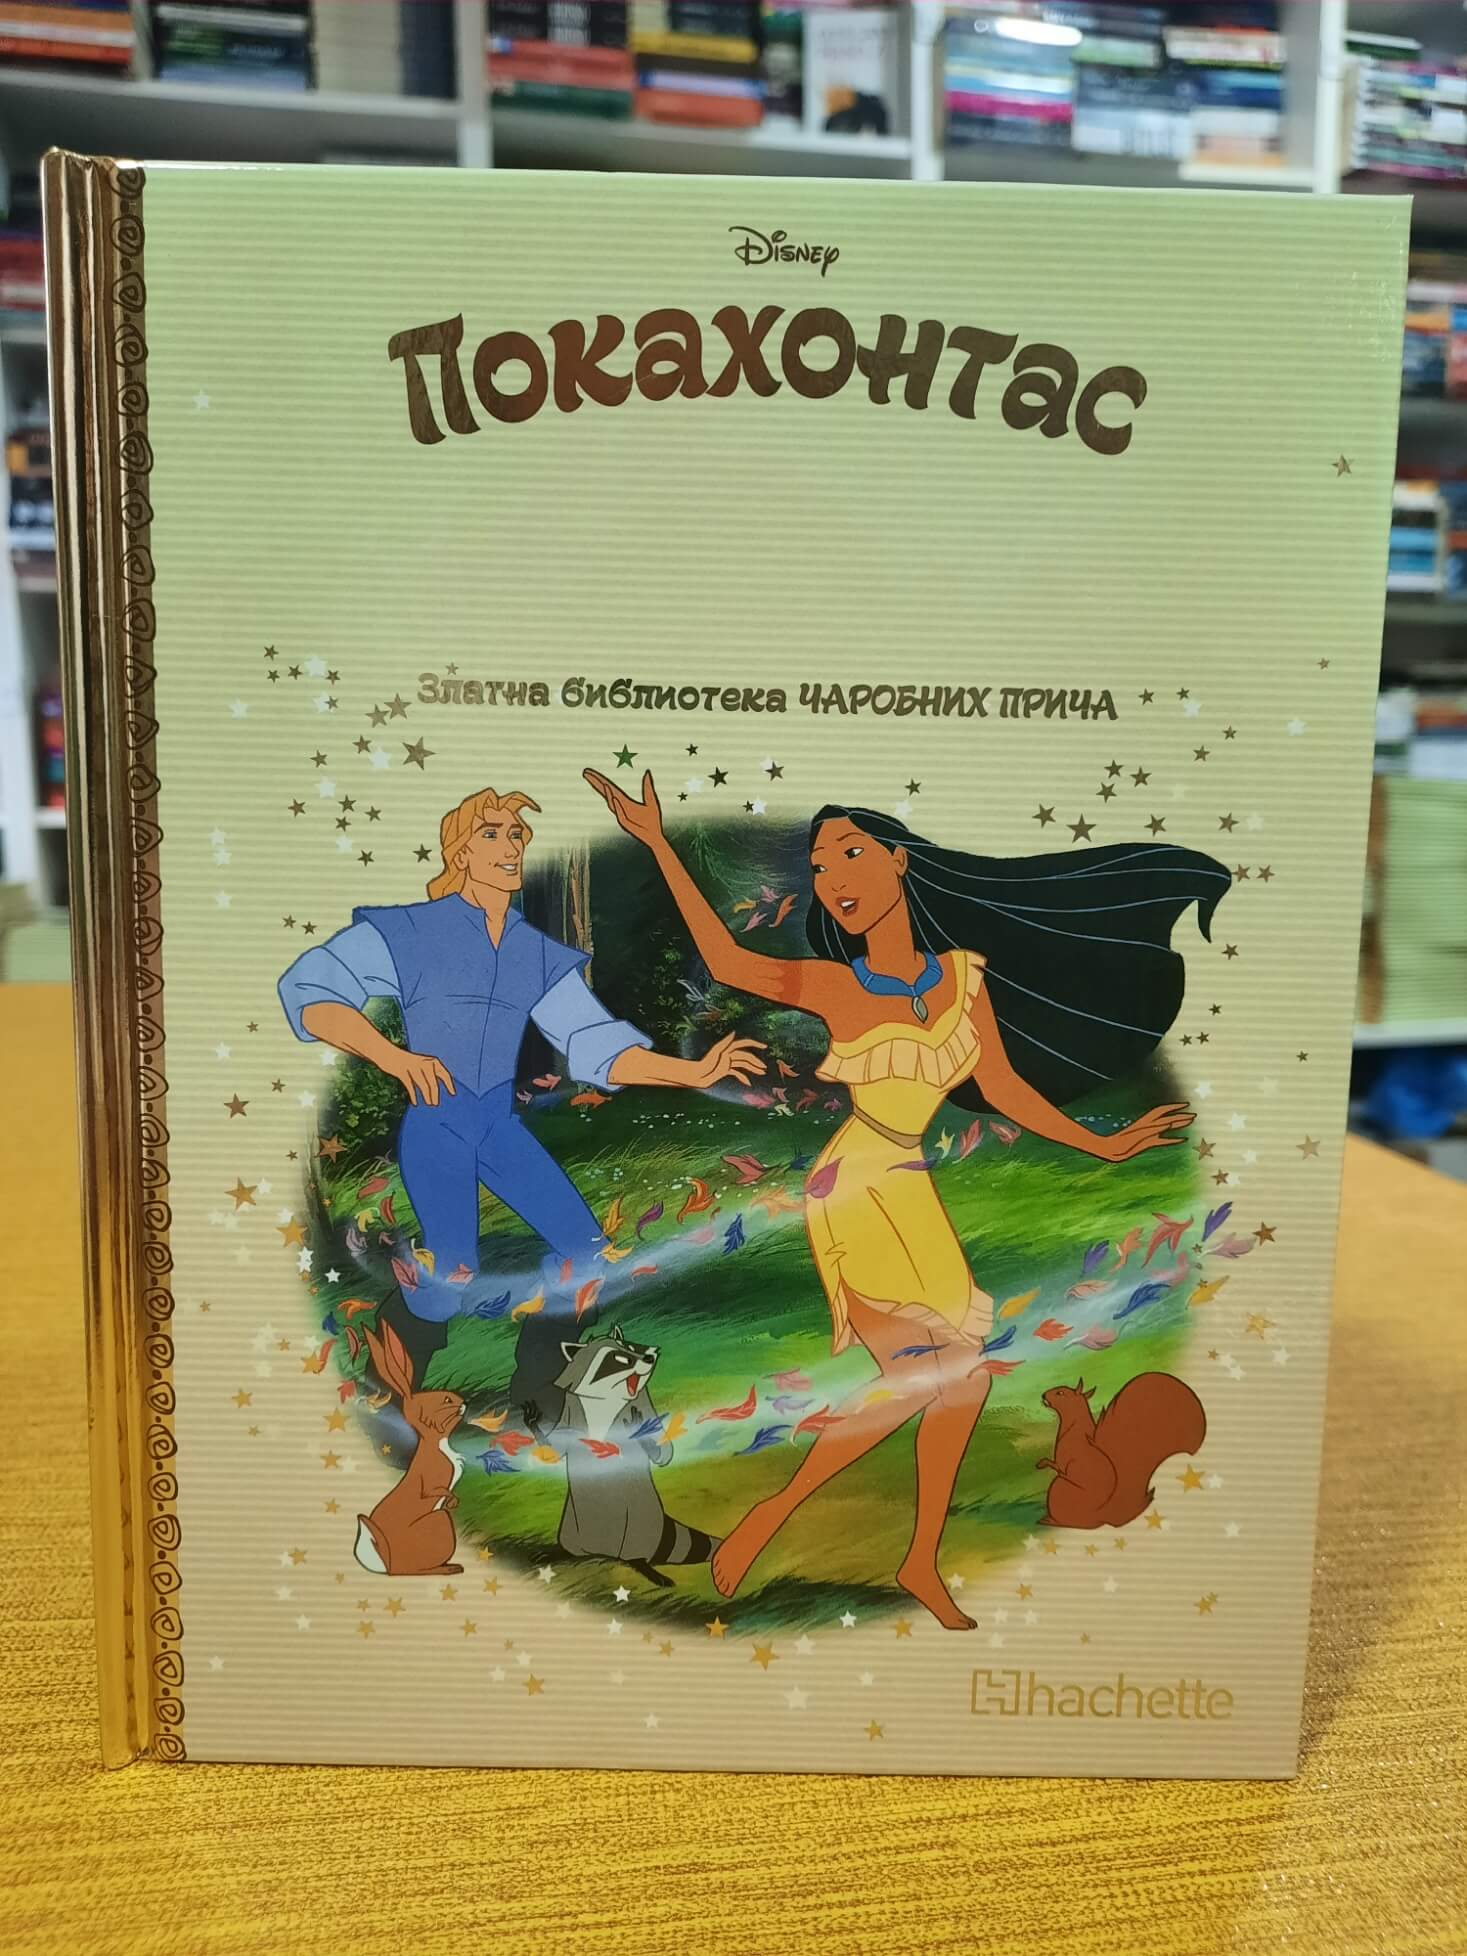 Disney
Покахонтас
Златна библиотека ЧАРОБНИХ ПРИЧА
hachette